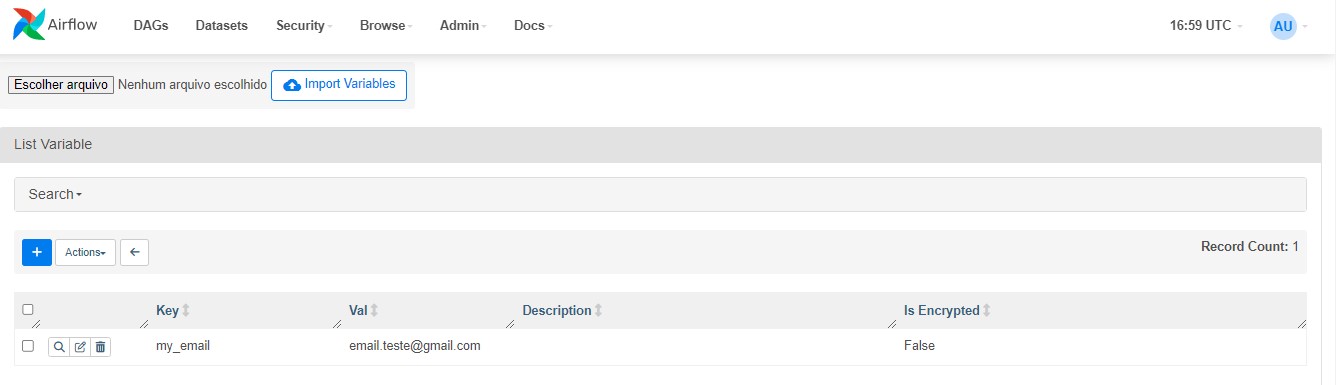 Airflow DAGs Datasets Security Browse Admin Docs 16:59 UTC AU
Escolher arquivo Nenhum arquivo escolhido Import Variables
List Variable
Search
+ Actions ← Record Count: 1
Key Val Description Is Encrypted
my_email email.teste@gmail.com False